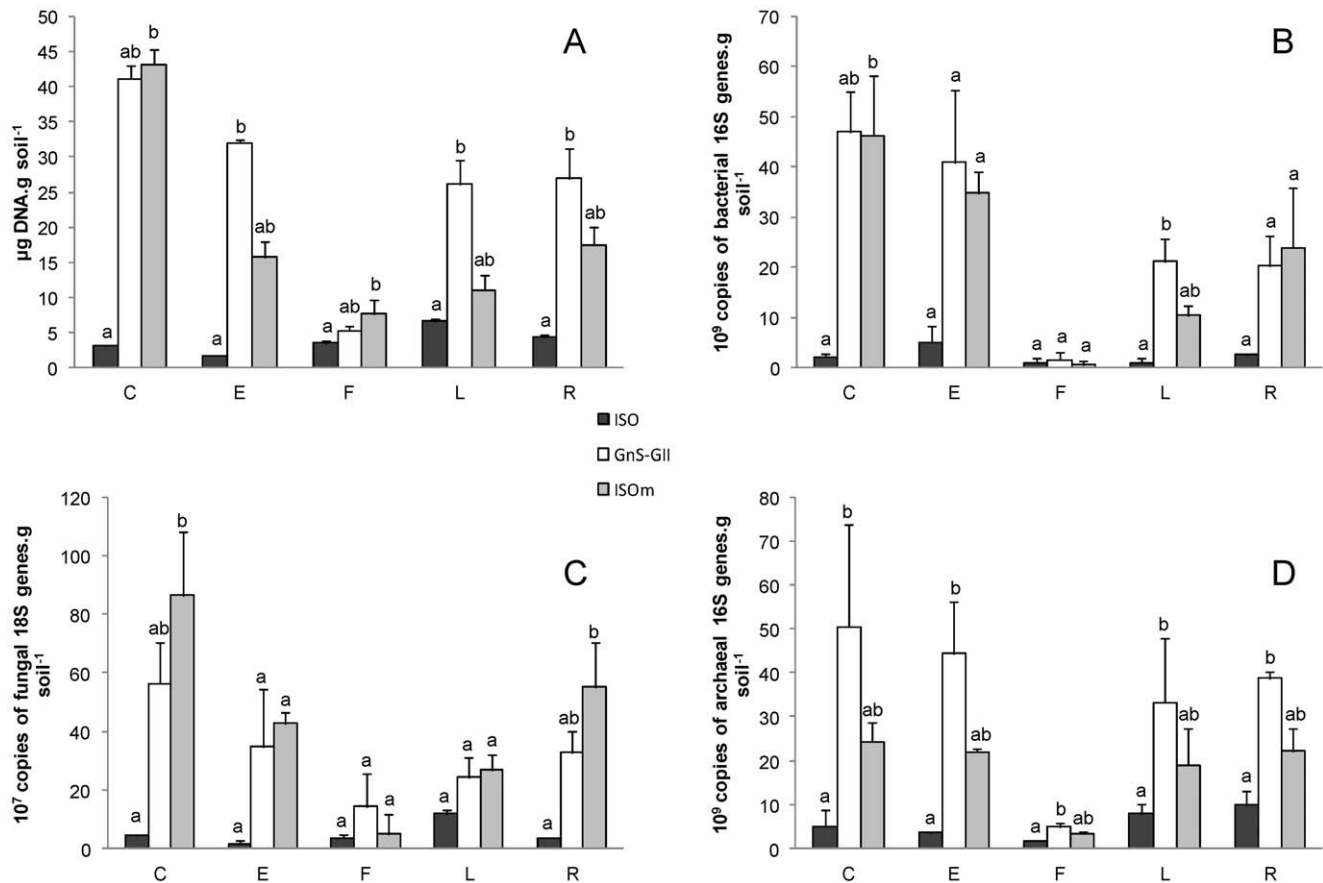 A
µg DNA.g soil-1
50
45
40
35
30
25
20
15
10
5
0
a ab b
a b ab
a ab b
a b ab
a b ab
C E F L R
B
10⁹ copies of bacterial 16S genes.g
soil-1
70
60
50
40
30
20
10
0
a ab b
a a a
a a a
a b ab
a a a
C E F L R
ISO
GnS-GII
ISOm
C
10⁷ copies of fungal 18S genes.g
soil-1
120
100
80
60
40
20
0
a ab b
a a a
a a a
a a a
a ab b
C E F L R
D
10⁹ copies of archaeal 16S genes.g
soil-1
80
70
60
50
40
30
20
10
0
a b ab
a b ab
a b ab
a b ab
a b ab
C E F L R